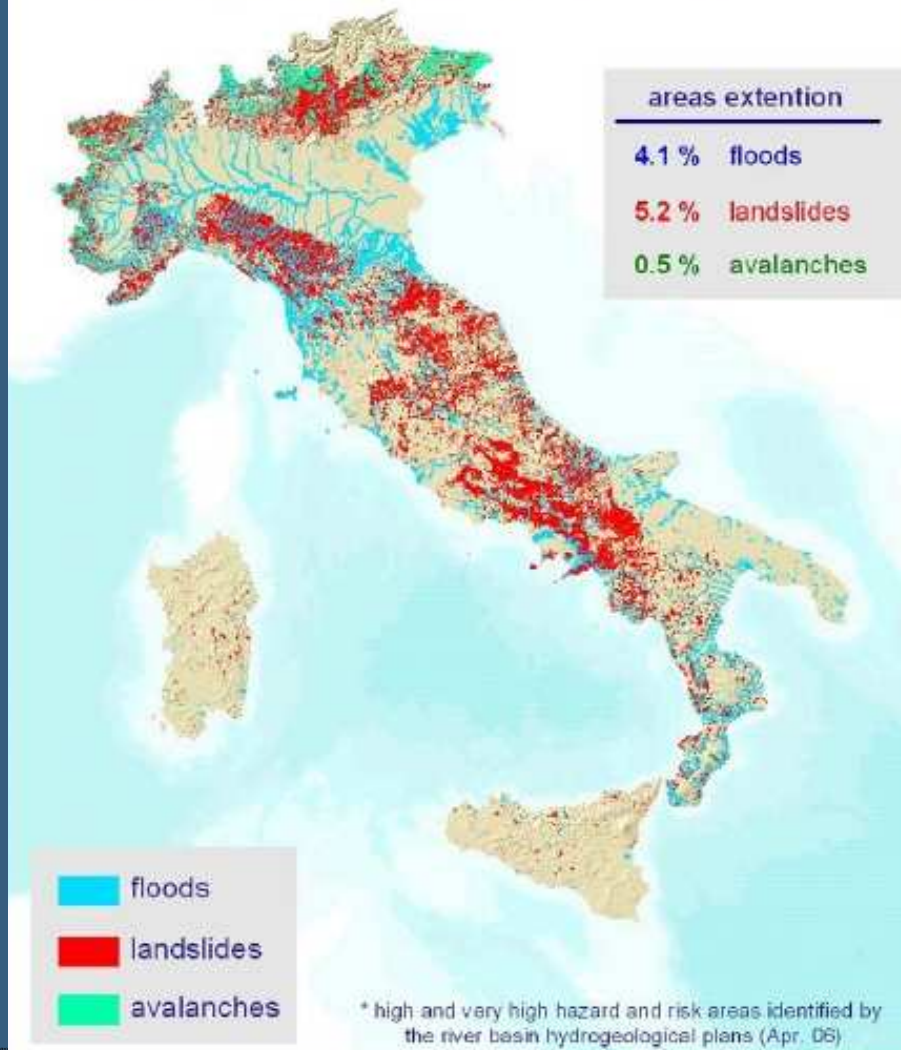 areas extention
4.1 % floods
5.2 % landslides
0.5 % avalanches
floods
landslides
avalanches
* high and very high hazard and risk areas identified by
the river basin hydrogeological plans (Apr. 06)